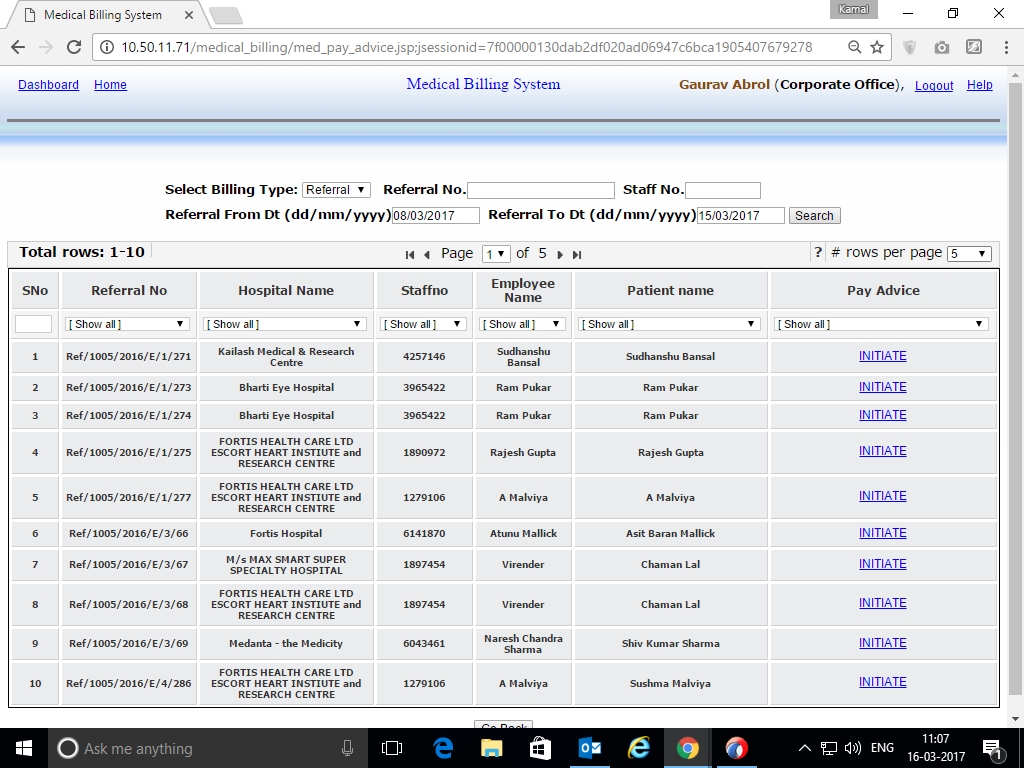 Medical Billing System
Kamal
10.50.11.71/medical_billing/med_pay_advice.jsp;jsessionid=7f00000130dab2df020ad06947c6bca1905407679278
Dashboard Home Medical Billing System Gaurav Abrol (Corporate Office), Logout Help
Select Billing Type: Referral Referral No. Staff No.
Referral From Dt (dd/mm/yyyy) 08/03/2017 Referral To Dt (dd/mm/yyyy) 15/03/2017 Search
Total rows: 1-10 Page 1 of 5 ? # rows per page 5
SNo Referral No Hospital Name Staffno Employee Name Patient name Pay Advice
[ Show all ] [ Show all ] [ Show all ] [ Show all ] [ Show all ] [ Show all ]
1 Ref/1005/2016/E/1/271 Kailash Medical & Research Centre 4257146 Sudhanshu Bansal Sudhanshu Bansal INITIATE
2 Ref/1005/2016/E/1/273 Bharti Eye Hospital 3965422 Ram Pukar Ram Pukar INITIATE
3 Ref/1005/2016/E/1/274 Bharti Eye Hospital 3965422 Ram Pukar Ram Pukar INITIATE
4 Ref/1005/2016/E/1/275 FORTIS HEALTH CARE LTD ESCORT HEART INSTIUTE and RESEARCH CENTRE 1890972 Rajesh Gupta Rajesh Gupta INITIATE
5 Ref/1005/2016/E/1/277 FORTIS HEALTH CARE LTD ESCORT HEART INSTIUTE and RESEARCH CENTRE 1279106 A Malviya A Malviya INITIATE
6 Ref/1005/2016/E/3/66 Fortis Hospital 6141870 Atunu Mallick Asit Baran Mallick INITIATE
7 Ref/1005/2016/E/3/67 M/s MAX SMART SUPER SPECIALTY HOSPITAL 1897454 Virender Chaman Lal INITIATE
8 Ref/1005/2016/E/3/68 FORTIS HEALTH CARE LTD ESCORT HEART INSTIUTE and RESEARCH CENTRE 1897454 Virender Chaman Lal INITIATE
9 Ref/1005/2016/E/3/69 Medanta - the Medicity 6043461 Naresh Chandra Sharma Shiv Kumar Sharma INITIATE
10 Ref/1005/2016/E/4/286 FORTIS HEALTH CARE LTD ESCORT HEART INSTIUTE and RESEARCH CENTRE 1279106 A Malviya Sushma Malviya INITIATE
Go Back
Ask me anything
ENG
11:07
16-03-2017
1